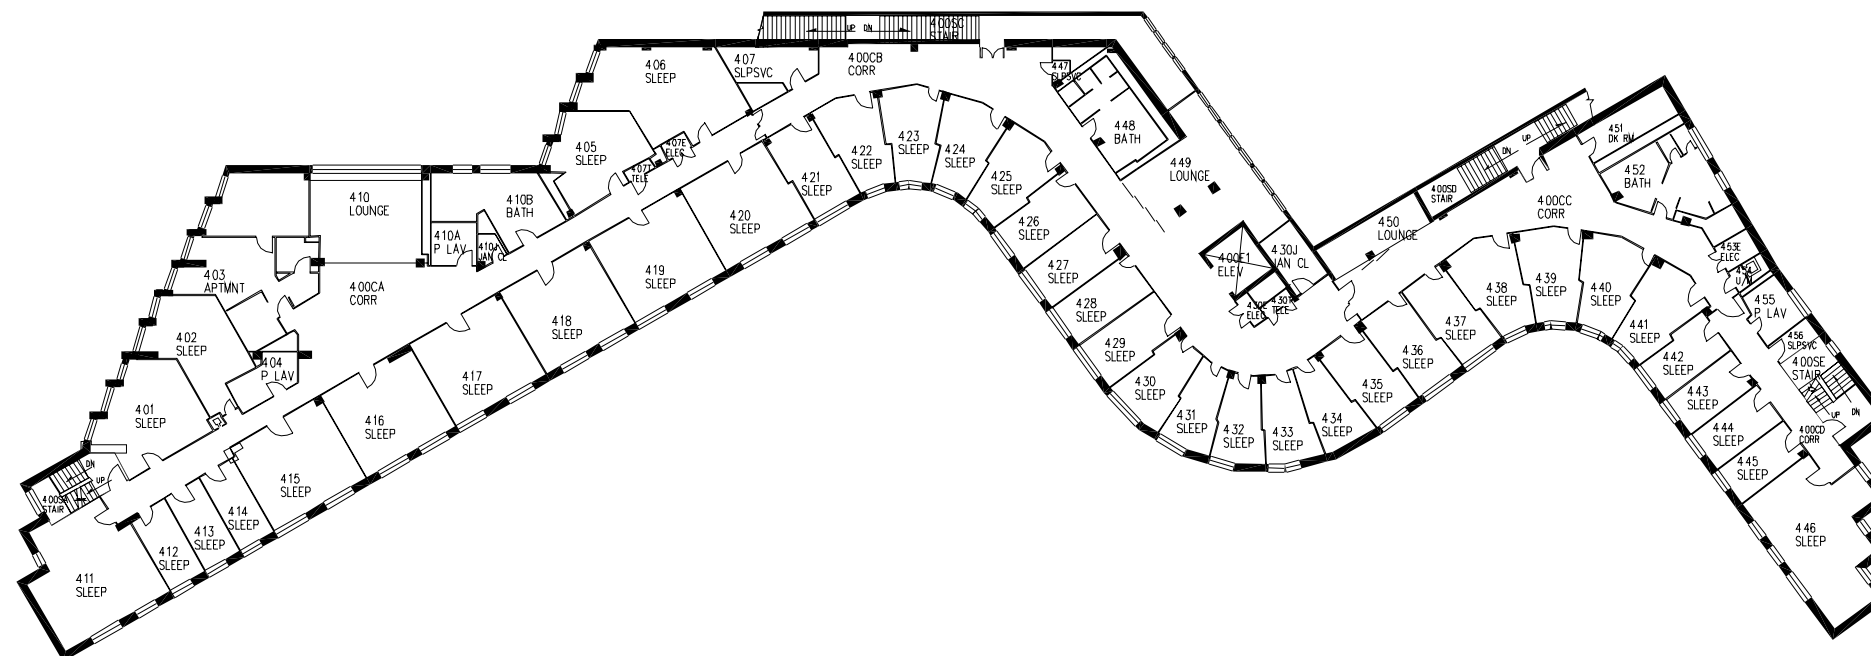 400SC
STAIR
UP DN
406
SLEEP
407
SLPSVC
400CB
CORR
447
SLPSVC
448
BATH
405
SLEEP
407E
ELEC
407T
TELE
421
SLEEP
422
SLEEP
423
SLEEP
424
SLEEP
425
SLEEP
449
LOUNGE
451
DK RM
UP
DN
452
BATH
400SD
STAIR
400CC
CORR
410
LOUNGE
410B
BATH
410A
P LAV
410J
JAN CL
420
SLEEP
419
SLEEP
426
SLEEP
427
SLEEP
428
SLEEP
429
SLEEP
430
SLEEP
400E1
ELEV
430J
JAN CL
430E
ELEC
430T
TELE
450
LOUNGE
453E
ELEC
455
P LAV
456
SLPSVC
400SE
STAIR
UP
DN
400CD
CORR
403
APTMNT
400CA
CORR
402
SLEEP
404
P LAV
401
SLEEP
418
SLEEP
417
SLEEP
416
SLEEP
415
SLEEP
414
SLEEP
413
SLEEP
412
SLEEP
411
SLEEP
DN
UP
400SA
STAIR
431
SLEEP
432
SLEEP
433
SLEEP
434
SLEEP
435
SLEEP
436
SLEEP
437
SLEEP
438
SLEEP
439
SLEEP
440
SLEEP
441
SLEEP
442
SLEEP
443
SLEEP
444
SLEEP
445
SLEEP
446
SLEEP